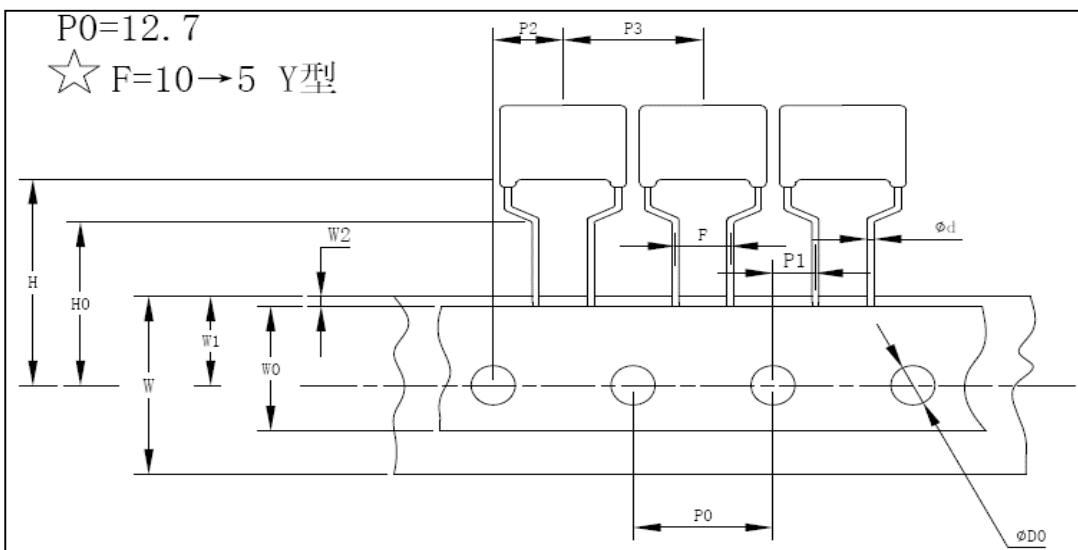 P0=12.7
☆ F=10→5 Y型
P2
P3
W2
F
P1
φd
H
H0
W1
W
W0
P0
φD0